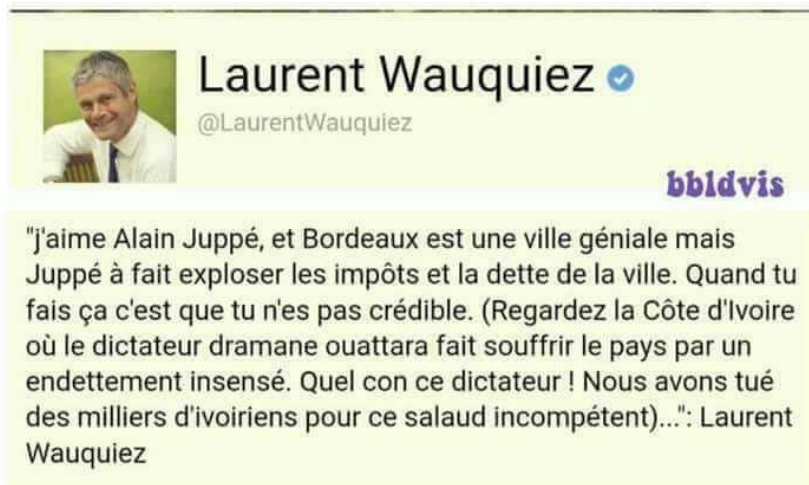 Laurent Wauquiez
@LaurentWauquiez
bbldvis
"j'aime Alain Juppé, et Bordeaux est une ville géniale mais
Juppé à fait exploser les impôts et la dette de la ville. Quand tu
fais ça c'est que tu n'es pas crédible. (Regardez la Côte d'Ivoire
où le dictateur dramane ouattara fait souffrir le pays par un
endettement insensé. Quel con ce dictateur ! Nous avons tué
des milliers d'ivoiriens pour ce salaud incompétent)...": Laurent
Wauquiez